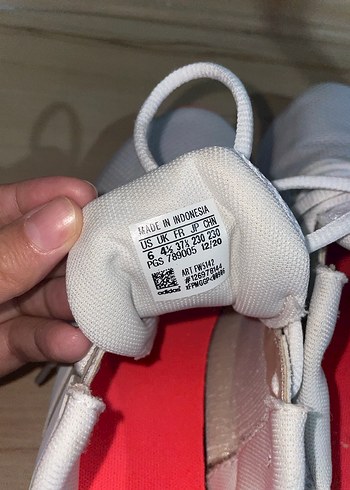 MADE IN INDONESIA
US UK FR JP CHN
6 4½ 37⅓ 230 230
PGS 789005 12/20
ART FW5147
adidas